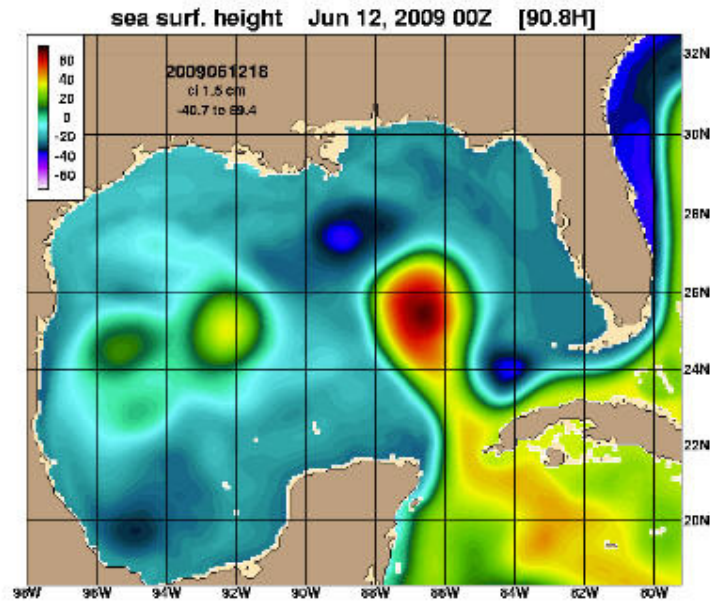 sea surf. height Jun 12, 2009 00Z [90.8H]
60
40
20
0
-20
-40
-60
2009061218
ci 1.5 cm
-40.7 to 69.4
32N
30N
28N
26N
24N
22N
20N
98W 96W 94W 92W 90W 88W 86W 84W 82W 80W